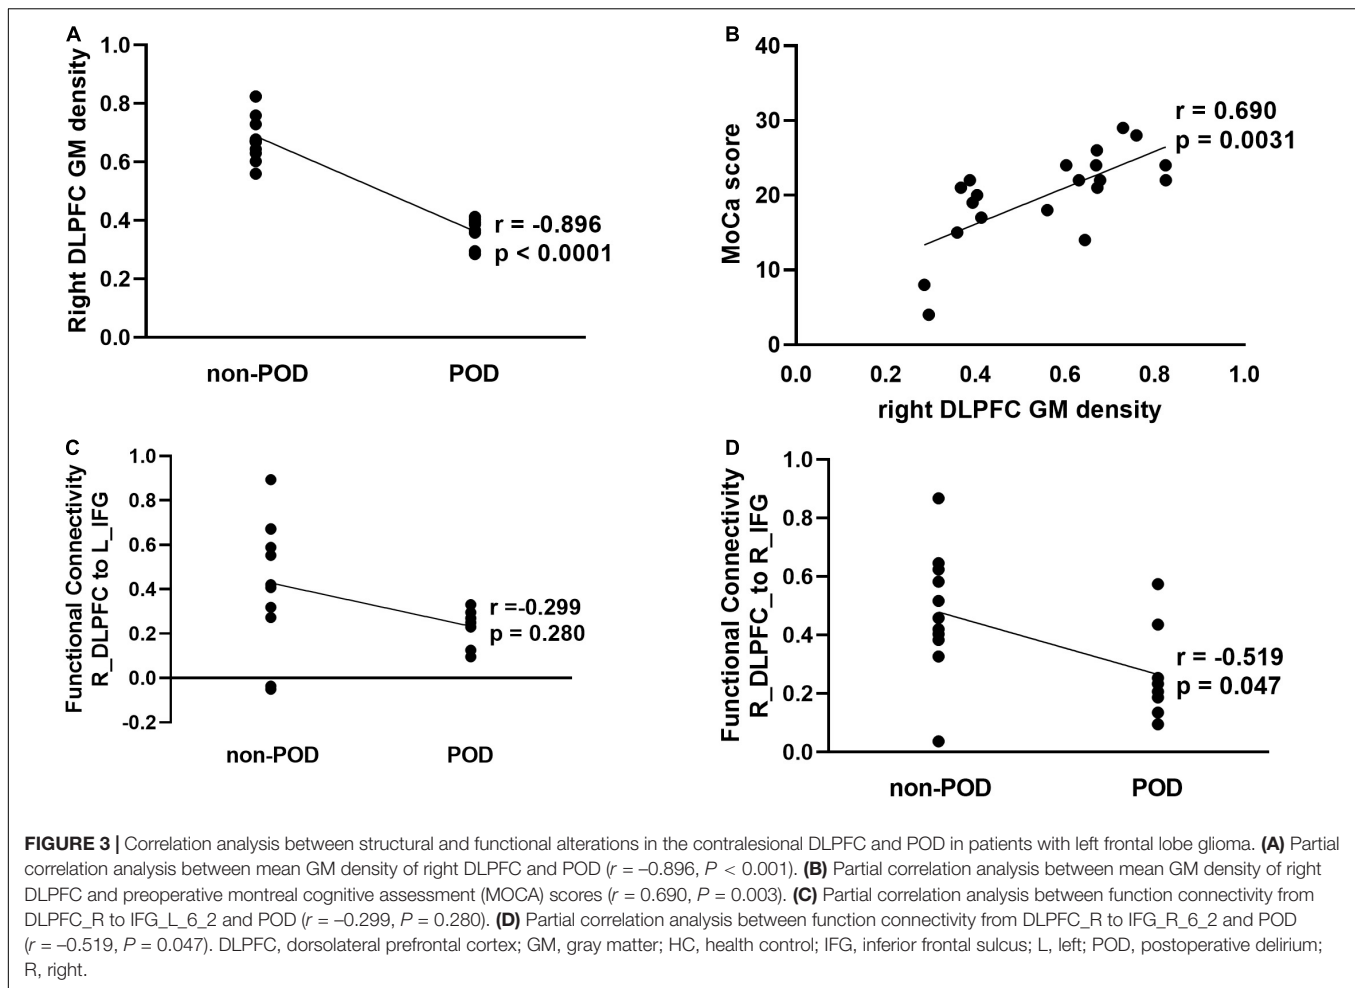 A
Right DLPFC GM density
1.0
0.8
0.6
0.4
0.2
0.0
r = -0.896
p < 0.0001
non-POD POD
B
MoCa score
40
30
20
10
0
r = 0.690
p = 0.0031
0.0 0.2 0.4 0.6 0.8 1.0
right DLPFC GM density
C
Functional Connectivity
R_DLPFC to L_IFG
1.0
0.8
0.6
0.4
0.2
0.0
-0.2
r =-0.299
p = 0.280
non-POD POD
D
Functional Connectivity
R_DLPFC_to R_IFG
1.0
0.8
0.6
0.4
0.2
0.0
r = -0.519
p = 0.047
non-POD POD
FIGURE 3 | Correlation analysis between structural and functional alterations in the contralesional DLPFC and POD in patients with left frontal lobe glioma. (A) Partial
correlation analysis between mean GM density of right DLPFC and POD (r = –0.896, P < 0.001). (B) Partial correlation analysis between mean GM density of right
DLPFC and preoperative montreal cognitive assessment (MOCA) scores (r = 0.690, P = 0.003). (C) Partial correlation analysis between function connectivity from
DLPFC_R to IFG_L_6_2 and POD (r = –0.299, P = 0.280). (D) Partial correlation analysis between function connectivity from DLPFC_R to IFG_R_6_2 and POD
(r = –0.519, P = 0.047). DLPFC, dorsolateral prefrontal cortex; GM, gray matter; HC, health control; IFG, inferior frontal sulcus; L, left; POD, postoperative delirium;
R, right.